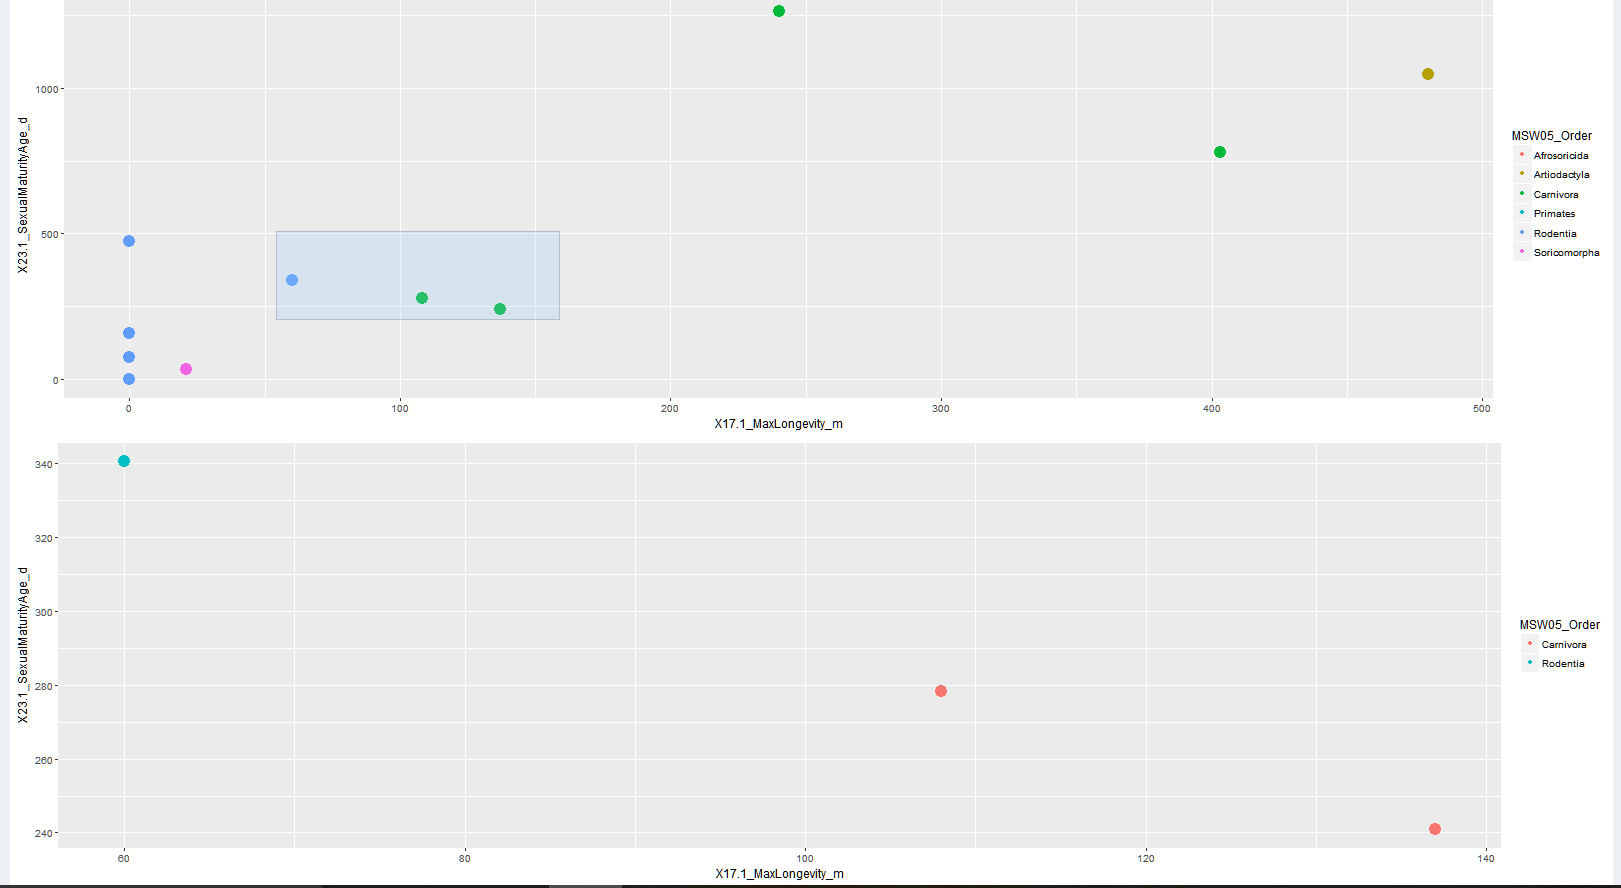 1000
500
0
X23.1_SexualMaturityAge_d
0
100
200
300
400
500
X17.1_MaxLongevity_m
MSW05_Order
Afrosoricida
Artiodactyla
Carnivora
Primates
Rodentia
Soricomorpha
340
320
300
280
260
240
X23.1_SexualMaturityAge_d
60
80
100
120
140
X17.1_MaxLongevity_m
MSW05_Order
Carnivora
Rodentia